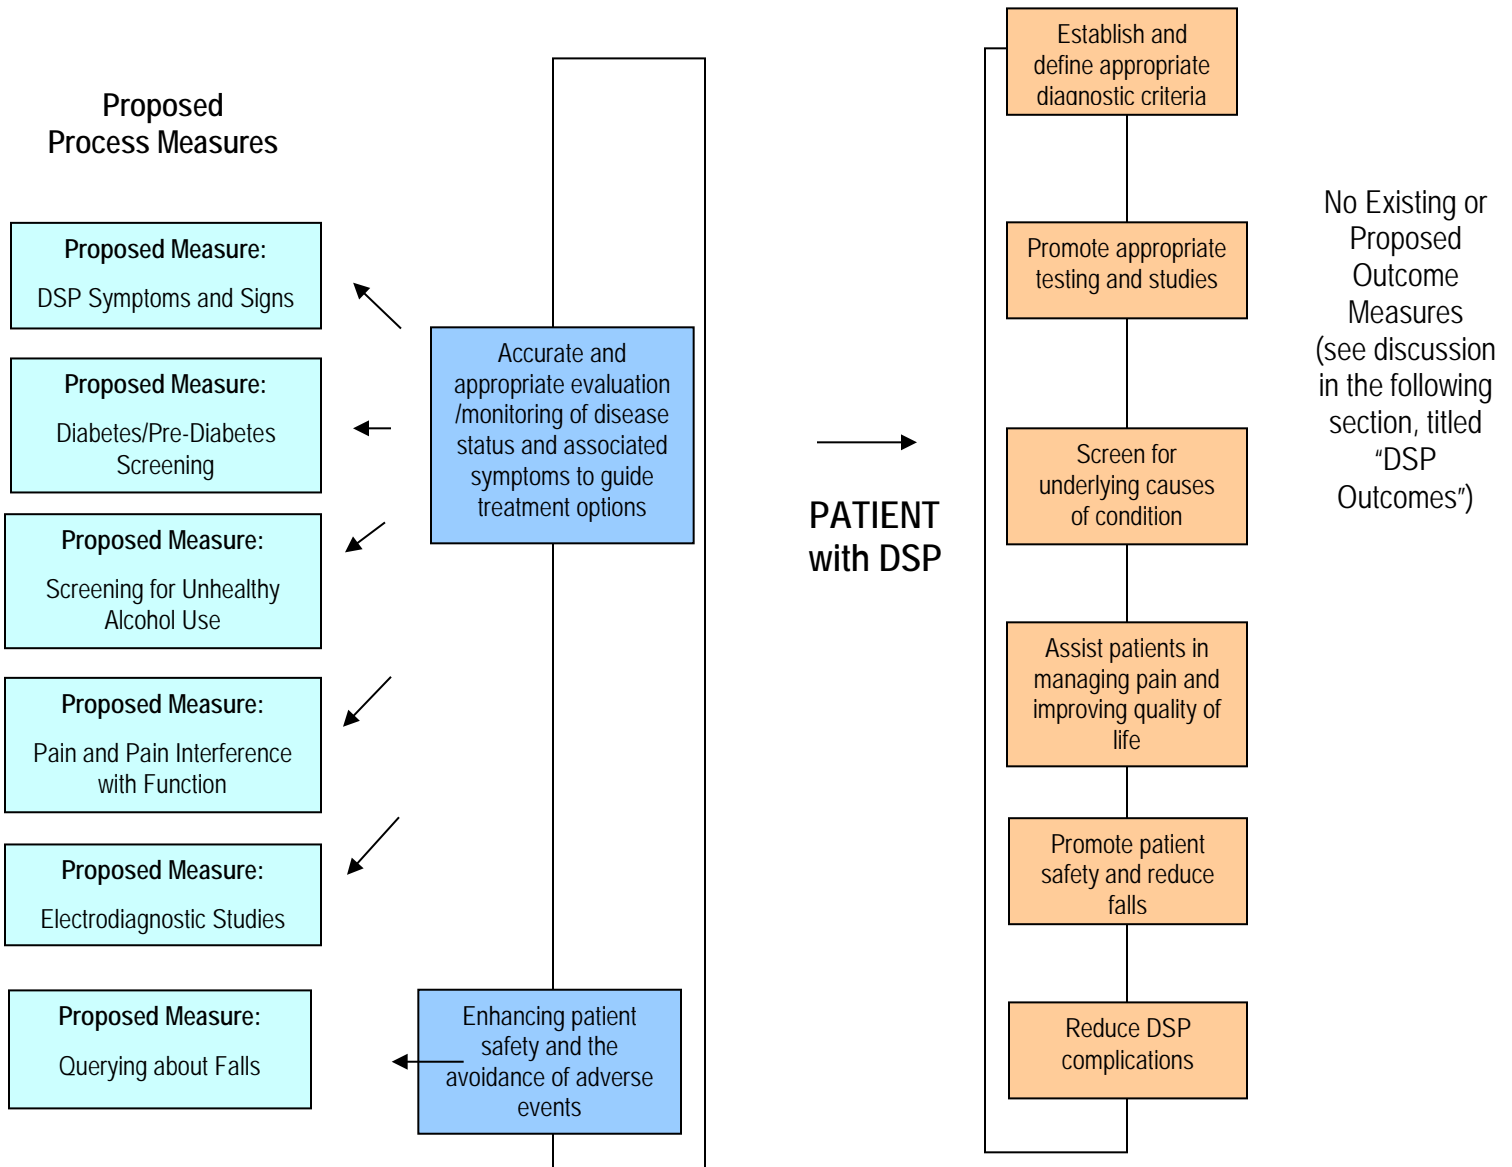 Proposed
Process Measures
Proposed Measure:
DSP Symptoms and Signs
Proposed Measure:
Diabetes/Pre-Diabetes
Screening
Proposed Measure:
Screening for Unhealthy
Alcohol Use
Proposed Measure:
Pain and Pain Interference
with Function
Proposed Measure:
Electrodiagnostic Studies
Proposed Measure:
Querying about Falls
Accurate and
appropriate evaluation
/monitoring of disease
status and associated
symptoms to guide
treatment options
Enhancing patient
safety and the
avoidance of adverse
events
PATIENT
with DSP
Establish and
define appropriate
diagnostic criteria
Promote appropriate
testing and studies
Screen for
underlying causes
of condition
Assist patients in
managing pain and
improving quality of
life
Promote patient
safety and reduce
falls
Reduce DSP
complications
No Existing or
Proposed
Outcome
Measures
(see discussion
in the following
section, titled
“DSP
Outcomes”)